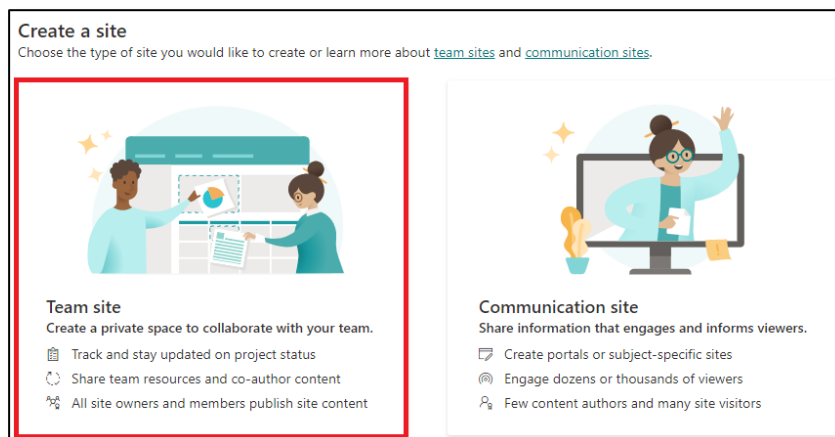 Create a site
Choose the type of site you would like to create or learn more about team sites and communication sites.
Team site
Create a private space to collaborate with your team.
Track and stay updated on project status
Share team resources and co-author content
All site owners and members publish site content
Communication site
Share information that engages and informs viewers.
Create portals or subject-specific sites
Engage dozens or thousands of viewers
Few content authors and many site visitors